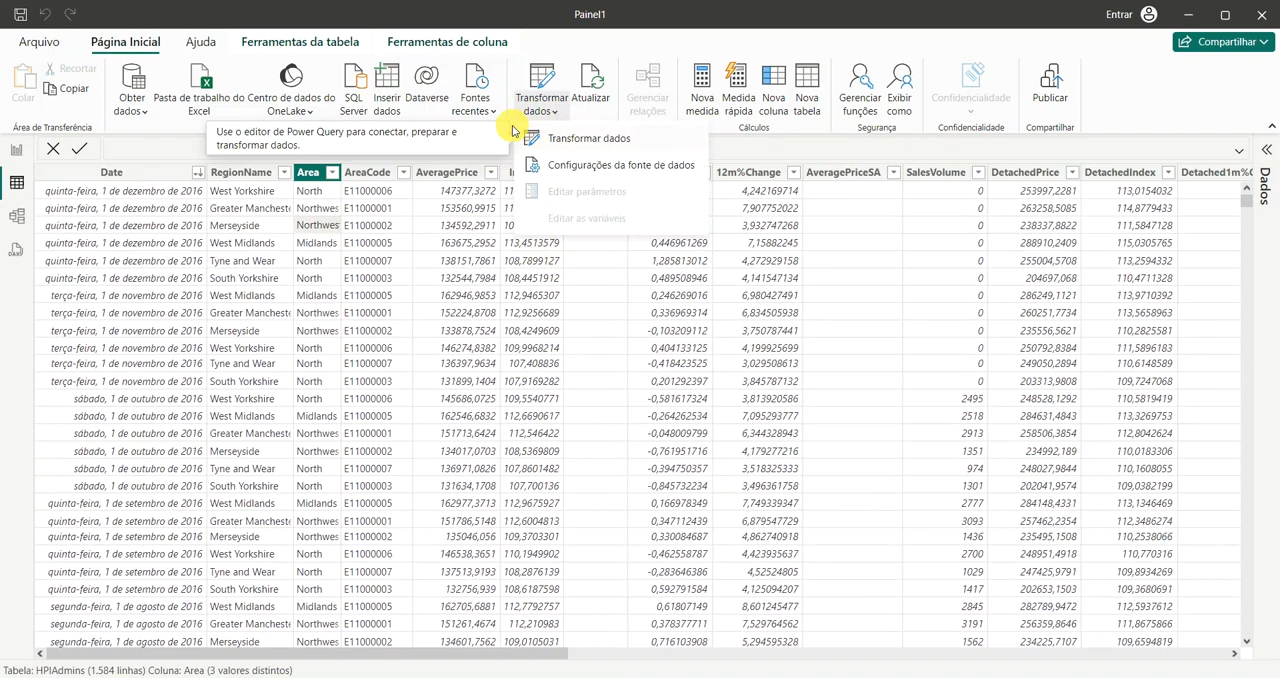 Painel1
Entrar
Arquivo
Página Inicial
Ajuda
Ferramentas da tabela
Ferramentas de coluna
Compartilhar
Colar
Recortar
Copiar
Área de Transferência
Obter dados
Pasta de trabalho do Excel
Centro de dados do OneLake
SQL Server
Inserir dados
Dataverse
Fontes recentes
Transformar dados
Atualizar
Gerenciar relações
Nova medida
Medida rápida
Nova coluna
Nova tabela
Cálculos
Gerenciar funções
Exibir como
Segurança
Confidencialidade
Confidencialidade
Publicar
Compartilhar
Use o editor de Power Query para conectar, preparar e
transformar dados.
Transformar dados
Configurações da fonte de dados
Editar parâmetros
Editar as variáveis
Dados
Date RegionName Area AreaCode AveragePrice 12m%Change AveragePriceSA SalesVolume DetachedPrice DetachedIndex Detached1m%C
quinta-feira, 1 de dezembro de 2016 West Yorkshire North E11000006 147377,3272 11 4,242169714 0 253997,2281 113,0154032
quinta-feira, 1 de dezembro de 2016 Greater Manchest Northwes E11000001 153560,9915 11 7,907752022 0 263258,5085 114,8779433
quinta-feira, 1 de dezembro de 2016 Merseyside Northwes E11000002 134592,2911 10 3,932747268 0 238337,8822 111,5847128
quinta-feira, 1 de dezembro de 2016 West Midlands Midlands E11000005 163675,2952 113,4513579 0,446961269 7,15882245 0 288910,2409 115,0305765
quinta-feira, 1 de dezembro de 2016 Tyne and Wear North E11000007 138151,7861 108,7899127 1,285813012 4,272929158 0 255004,5708 113,2594332
quinta-feira, 1 de dezembro de 2016 South Yorkshire North E11000003 132544,7984 108,4451912 0,489508946 4,141547134 0 204697,068 110,4711328
terça-feira, 1 de novembro de 2016 West Midlands Midlands E11000005 162946,9853 112,9465307 0,246269016 6,980427491 0 286249,1121 113,9710392
terça-feira, 1 de novembro de 2016 Greater Manchest Northwes E11000001 152224,8708 112,9256689 0,336969314 6,834505938 0 260251,7734 113,5658963
terça-feira, 1 de novembro de 2016 Merseyside Northwes E11000002 133878,7524 108,4249609 -0,103209112 3,750787441 0 235556,5621 110,2825581
terça-feira, 1 de novembro de 2016 West Yorkshire North E11000006 146274,8382 109,9968214 0,404133125 4,199925699 0 250792,8384 111,5896183
terça-feira, 1 de novembro de 2016 Tyne and Wear North E11000007 136397,9634 107,408836 -0,418423525 3,029508613 0 249050,2894 110,6148589
terça-feira, 1 de novembro de 2016 South Yorkshire North E11000003 131899,1404 107,9169282 0,201292397 3,845787132 0 203313,9808 109,7247068
sábado, 1 de outubro de 2016 West Yorkshire North E11000006 145686,0725 109,5540771 -0,581617324 3,813920586 2495 248528,1292 110,5819419
sábado, 1 de outubro de 2016 West Midlands Midlands E11000005 162546,6832 112,6690617 -0,264262534 7,095293777 2518 284631,4843 113,3269753
sábado, 1 de outubro de 2016 Greater Manchest Northwes E11000001 151713,6424 112,546422 -0,048009799 6,344328943 2913 258506,3854 112,8042624
sábado, 1 de outubro de 2016 Merseyside Northwes E11000002 134017,0703 108,5369809 -0,761951716 4,179277216 1351 234992,189 110,0183306
sábado, 1 de outubro de 2016 Tyne and Wear North E11000007 136971,0826 107,8601482 -0,394750357 3,518325333 974 248027,9844 110,1608055
sábado, 1 de outubro de 2016 South Yorkshire North E11000003 131634,1708 107,700136 -0,845732234 3,496361758 1301 202041,9574 109,0382199
quinta-feira, 1 de setembro de 2016 West Midlands Midlands E11000005 162977,3713 112,9675927 0,166978349 7,749339347 2777 284148,4331 113,1346469
quinta-feira, 1 de setembro de 2016 Greater Manchest Northwes E11000001 151786,5148 112,6004813 0,347112439 6,879547729 3093 257462,2354 112,3486274
quinta-feira, 1 de setembro de 2016 Merseyside Northwes E11000002 135046,056 109,3703301 0,330084687 4,862740918 1436 235495,1508 110,2538066
quinta-feira, 1 de setembro de 2016 West Yorkshire North E11000006 146538,3651 110,1949902 -0,462558787 4,423935637 2700 248951,4918 110,770316
quinta-feira, 1 de setembro de 2016 Tyne and Wear North E11000007 137513,9193 108,2876139 -0,283646386 4,52524805 1029 247425,9791 109,8934269
quinta-feira, 1 de setembro de 2016 South Yorkshire North E11000003 132756,939 108,6187598 0,592791584 4,125094207 1417 202653,1503 109,3680691
segunda-feira, 1 de agosto de 2016 West Midlands Midlands E11000005 162705,6881 112,7792757 0,61807149 8,601245477 2845 282789,9472 112,5937612
segunda-feira, 1 de agosto de 2016 Greater Manchest Northwes E11000001 151261,4674 112,210983 0,378377711 7,529764562 3191 256359,8646 111,8675866
segunda-feira, 1 de agosto de 2016 Merseyside Northwes E11000002 134601,7562 109,0105031 0,716103908 5,294595328 1562 234225,7107 109,6594819
Tabela: HPIAdmins (1.584 linhas) Coluna: Area (3 valores distintos)